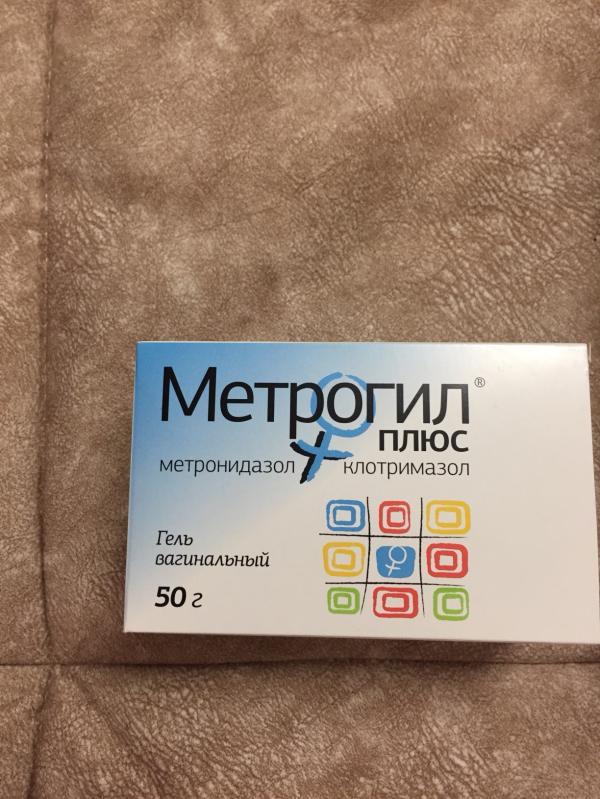 Метрогил®
плюс
метронидазол клотримазол
Гель
вагинальный
50 г